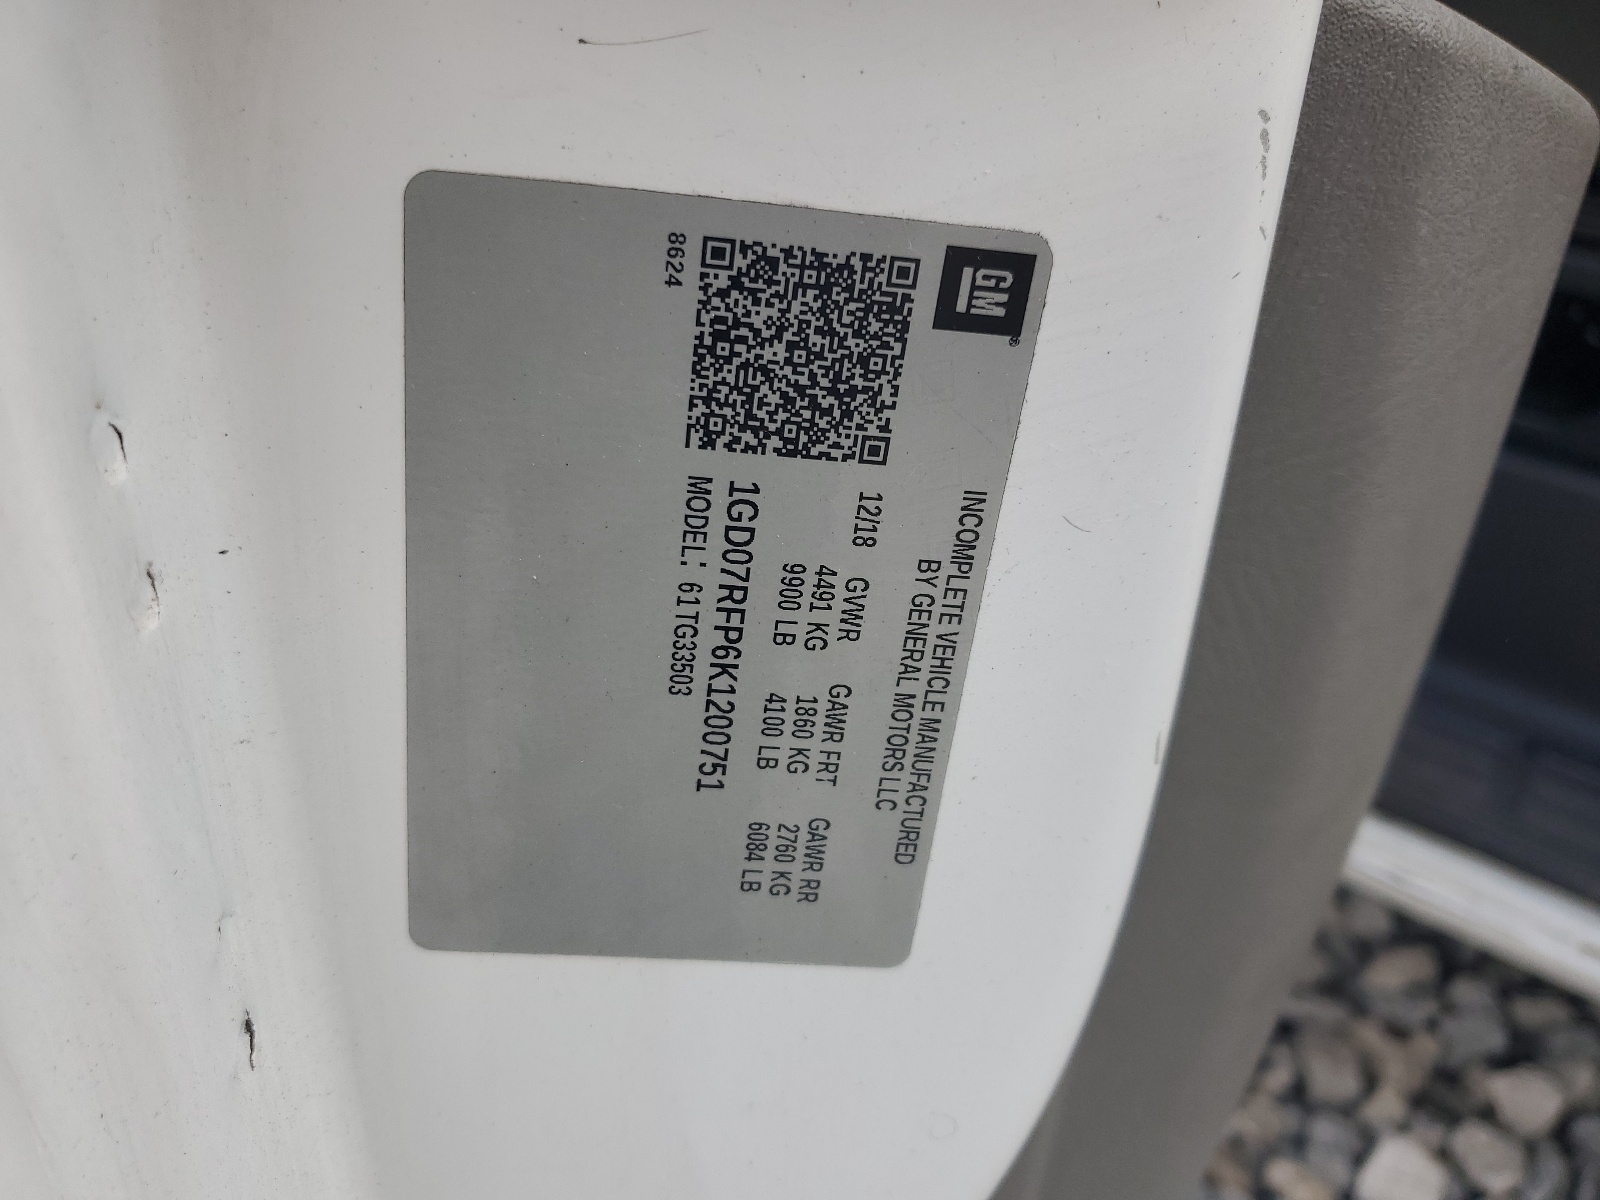 GM®
INCOMPLETE VEHICLE MANUFACTURED
BY GENERAL MOTORS LLC
12/18 GVWR GAWR FRT GAWR RR
4491 KG 1860 KG 2760 KG
9900 LB 4100 LB 6084 LB
1GD07RFP6K1200751
MODEL: 61TG33503
8624